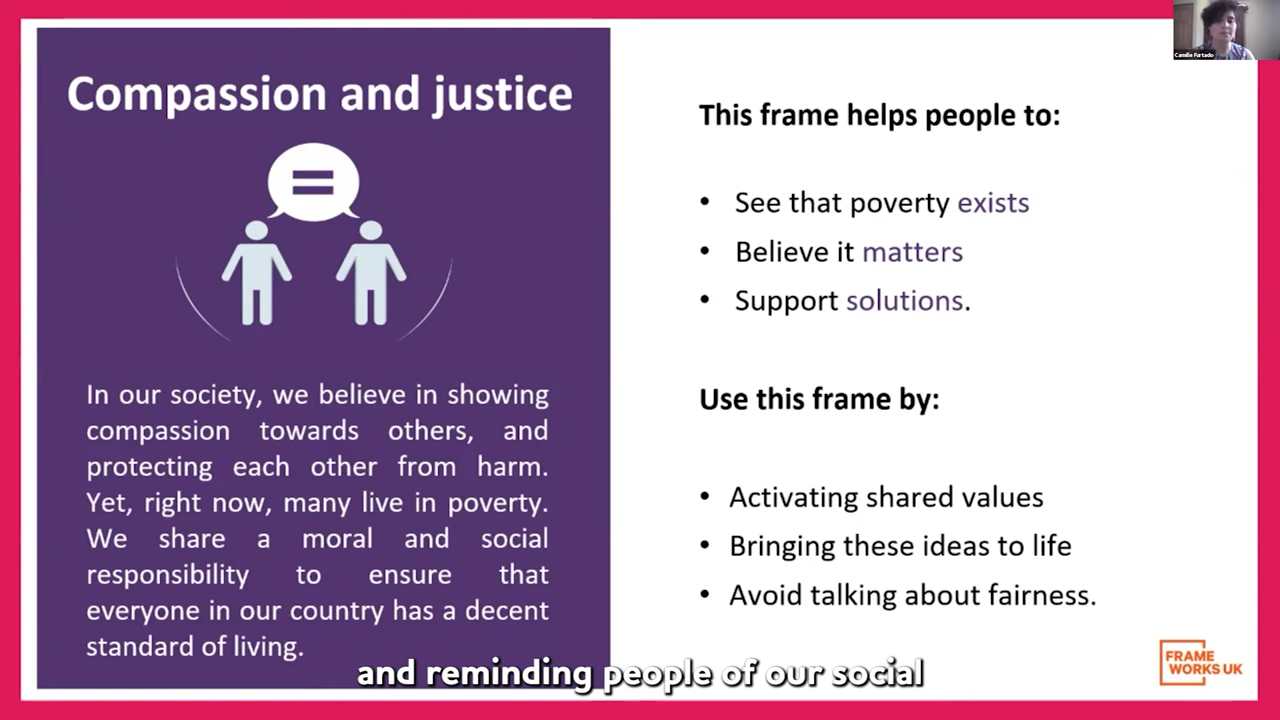 Compassion and justice
=
In our society, we believe in showing
compassion towards others, and
protecting each other from harm.
Yet, right now, many live in poverty.
We share a moral and social
responsibility to ensure that
everyone in our country has a decent
standard of living.
This frame helps people to:
• See that poverty exists
• Believe it matters
• Support solutions.
Use this frame by:
• Activating shared values
• Bringing these ideas to life
• Avoid talking about fairness.
Camille Furtado
FRAME
WORKS UK
and reminding people of our social